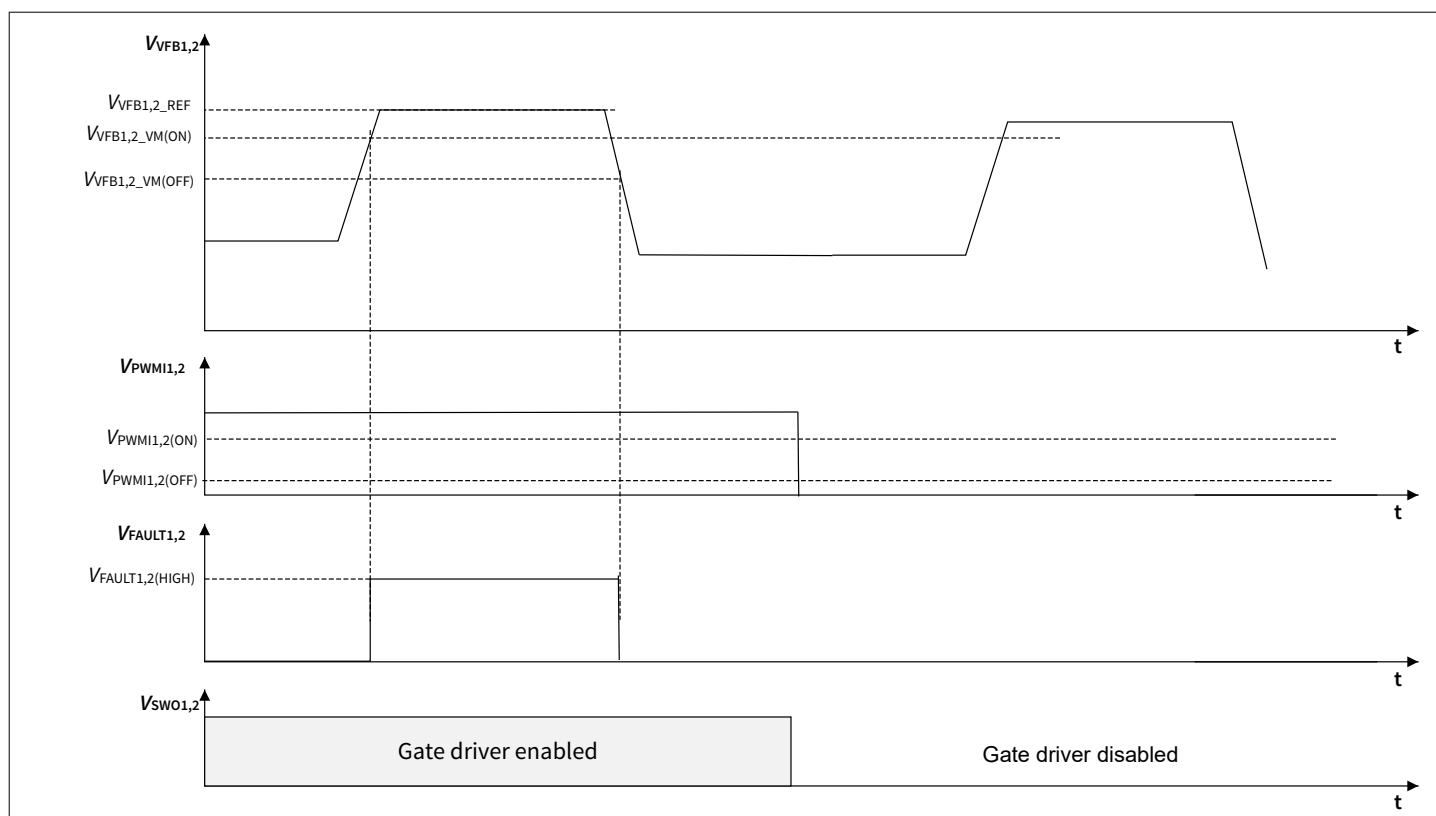 VVFB1,2
VVFB1,2_REF
VVFB1,2_VM(ON)
VVFB1,2_VM(OFF)
t
VPWMI1,2
VPWMI1,2(ON)
VPWMI1,2(OFF)
t
VFAULT1,2
VFAULT1,2(HIGH)
t
VSWO1,2
Gate driver enabled
Gate driver disabled
t